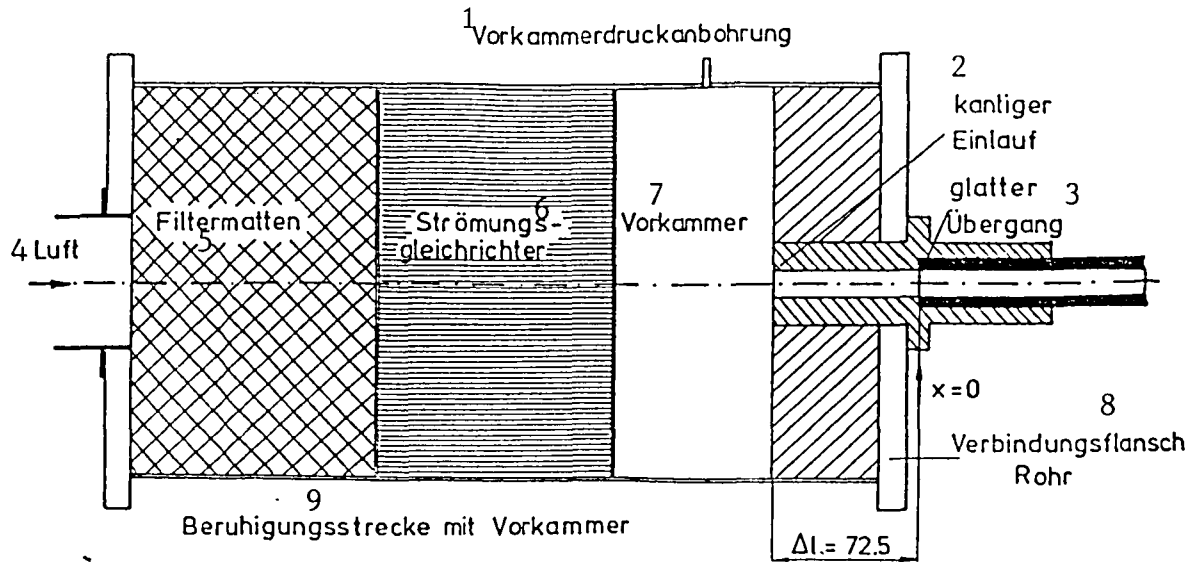 1 Vorkammerdruckanbohrung
2
kantiger
Einlauf
glatter 3
Übergang
4 Luft
Filtermatten
5
Strömungs-
6
gleichrichter
7
Vorkammer
x=0
8
Verbindungsflansch
Rohr
9
Beruhigungsstrecke mit Vorkammer
Δl.= 72.5